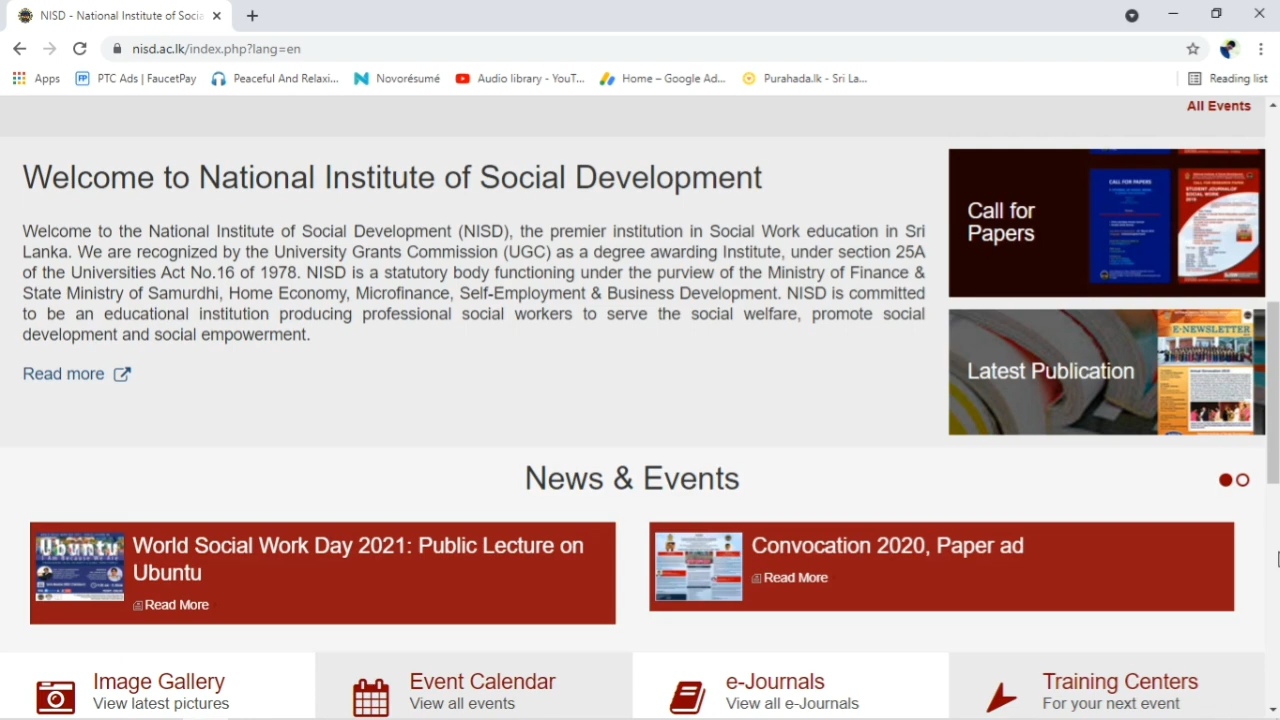 NISD - National Institute of Socia
nisd.ac.lk/index.php?lang=en
Apps
PTC Ads | FaucetPay
Peaceful And Relaxi...
Novorésumé
Audio library - YouT...
Home – Google Ad...
Purahada.lk - Sri La...
Reading list
All Events
Welcome to National Institute of Social Development
Welcome to the National Institute of Social Development (NISD), the premier institution in Social Work education in Sri
Lanka. We are recognized by the University Grants Commission (UGC) as a degree awarding Institute, under section 25A
of the Universities Act No.16 of 1978. NISD is a statutory body functioning under the purview of the Ministry of Finance &
State Ministry of Samurdhi, Home Economy, Microfinance, Self-Employment & Business Development. NISD is committed
to be an educational institution producing professional social workers to serve the social welfare, promote social
development and social empowerment.
Read more
Call for
Papers
CALL FOR PAPERS
STUDENT JOURNAL OF
SOCIAL WORK
Latest Publication
E-NEWSLETTER
News & Events
Ubuntu
World Social Work Day 2021: Public Lecture on
Ubuntu
Read More
Convocation 2020, Paper ad
Read More
Image Gallery
View latest pictures
Event Calendar
View all events
e-Journals
View all e-Journals
Training Centers
For your next event